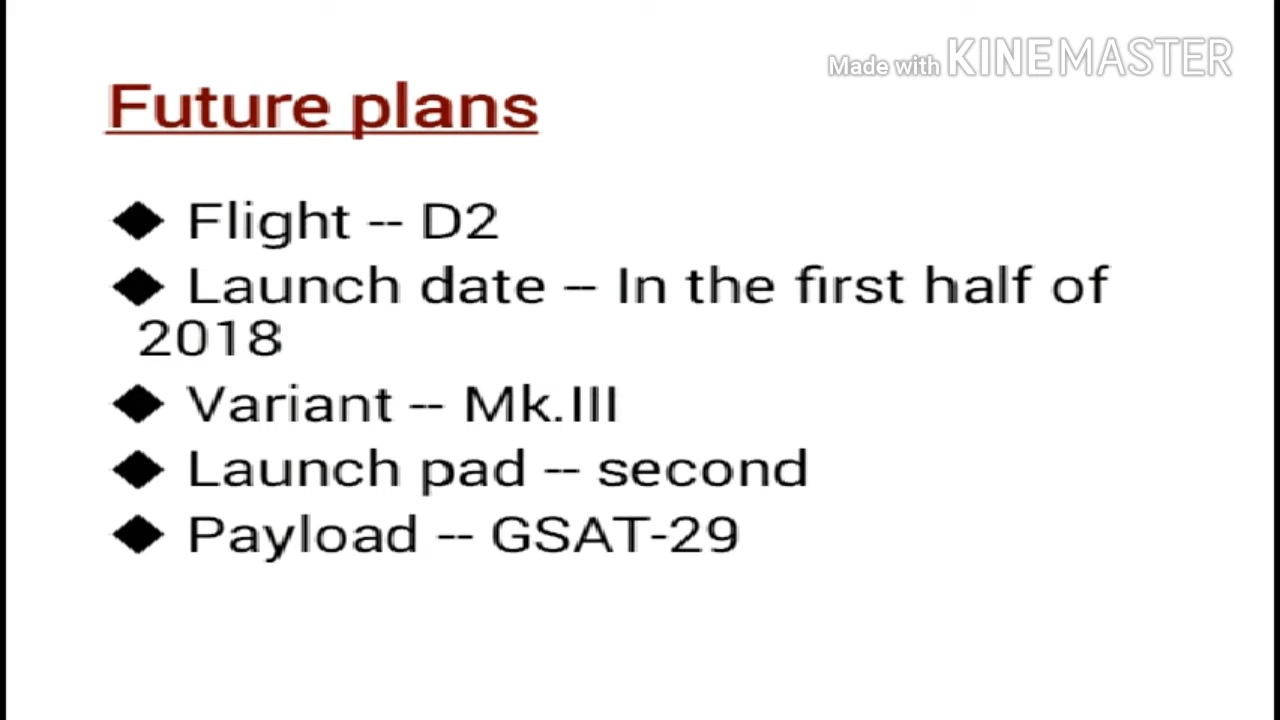 Made with KINEMASTER
Future plans
◆ Flight -- D2
◆ Launch date -- In the first half of
2018
◆ Variant -- Mk.III
◆ Launch pad -- second
◆ Payload -- GSAT-29